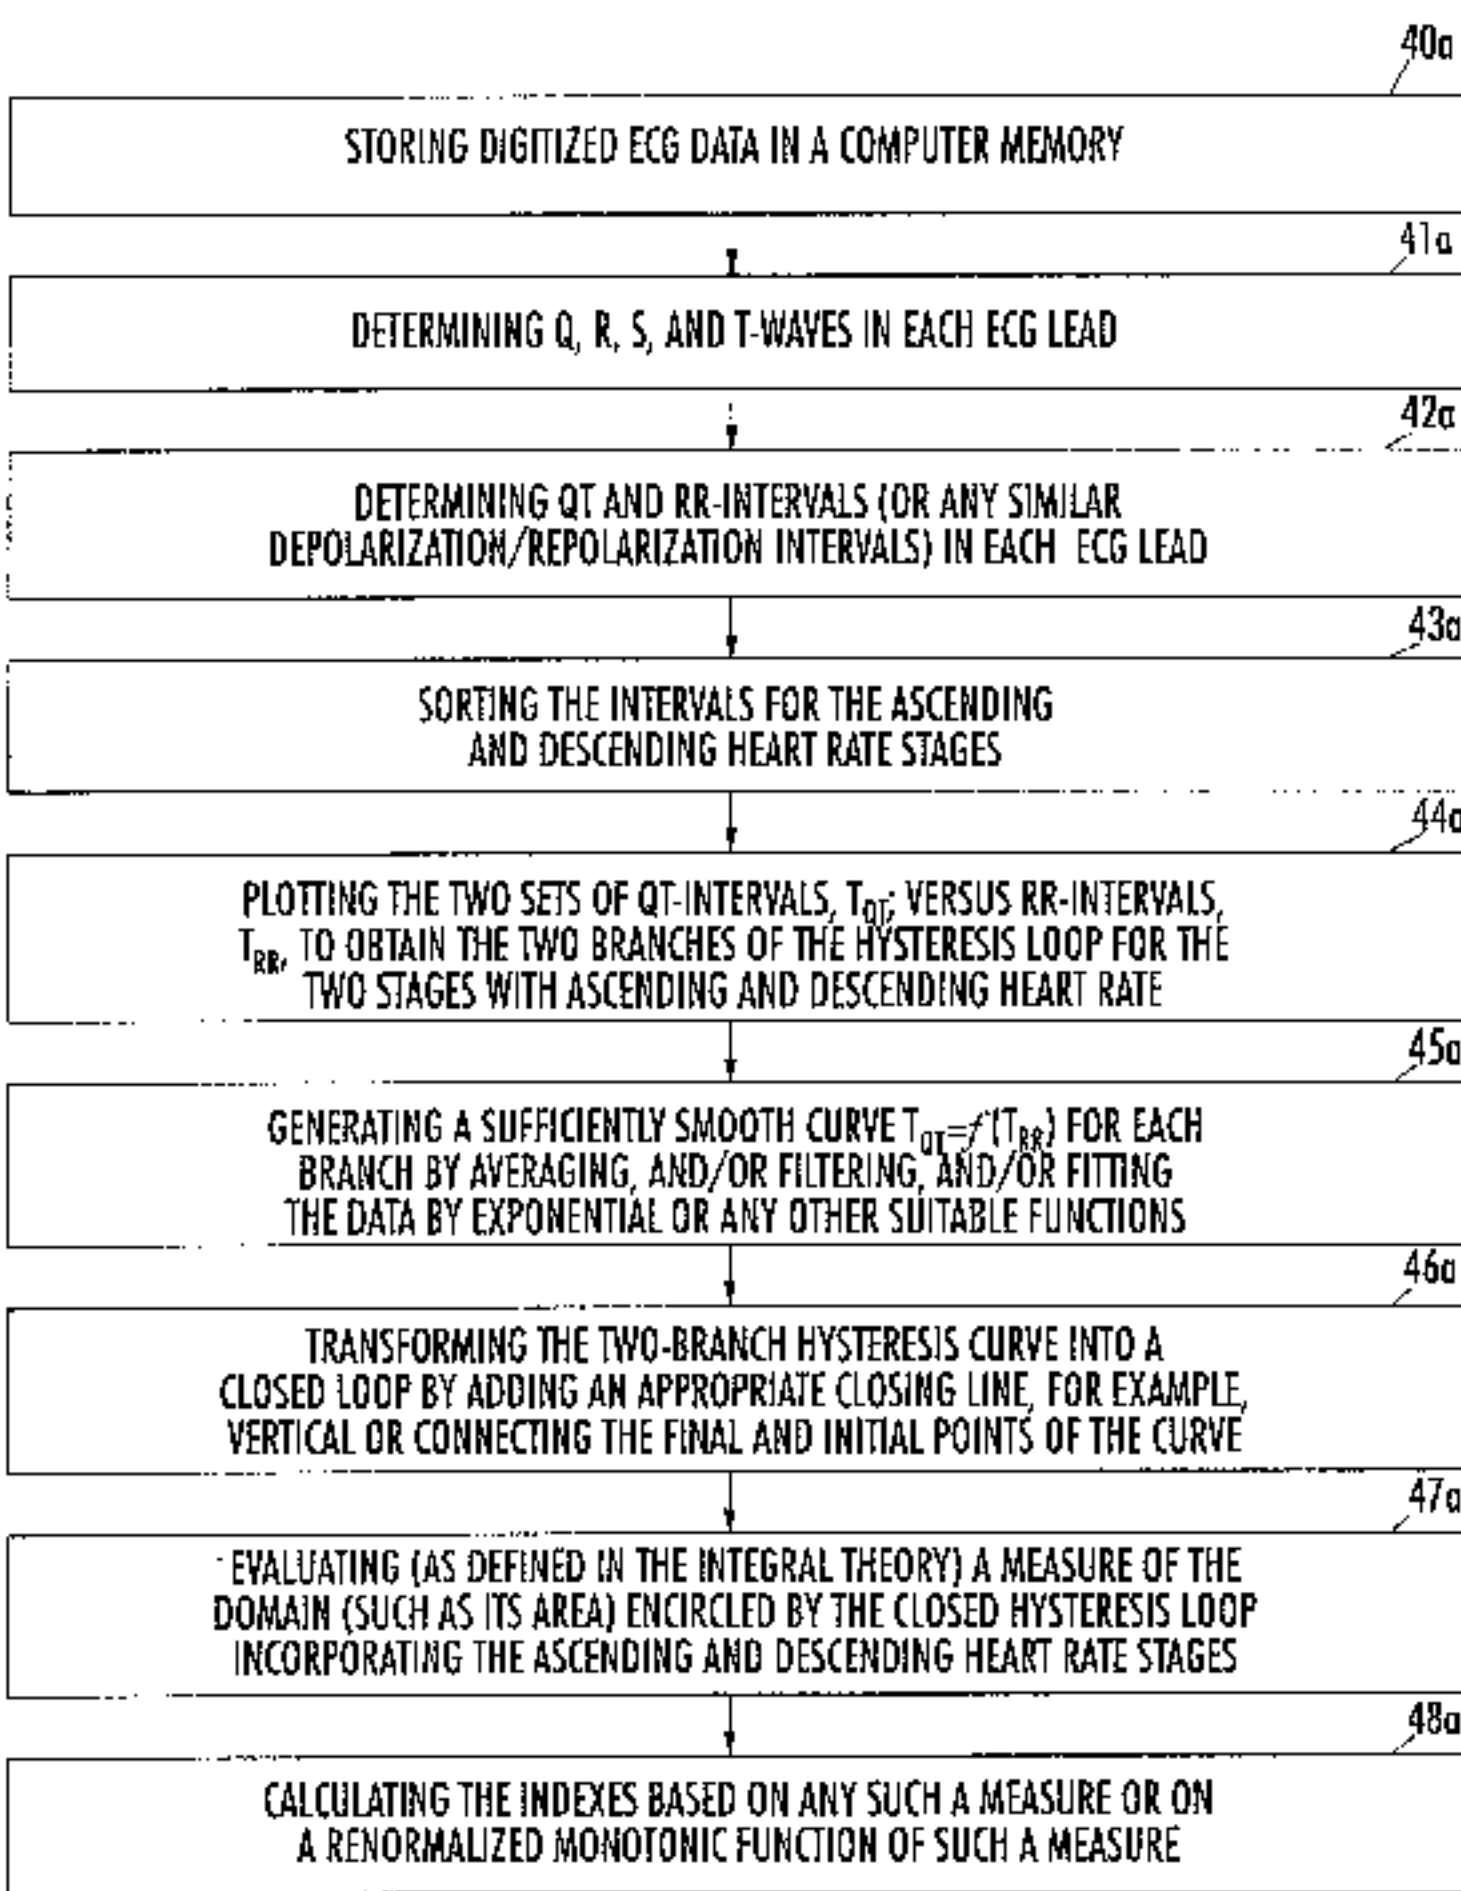 40a
STORING DIGITIZED ECG DATA IN A COMPUTER MEMORY
41a
DETERMINING Q, R, S, AND T-WAVES IN EACH ECG LEAD
42a
DETERMINING QT AND RR-INTERVALS (OR ANY SIMILAR
DEPOLARIZATION/REPOLARIZATION INTERVALS) IN EACH ECG LEAD
43a
SORTING THE INTERVALS FOR THE ASCENDING
AND DESCENDING HEART RATE STAGES
44a
PLOTTING THE TWO SETS OF QT-INTERVALS, T_QT; VERSUS RR-INTERVALS,
T_RR, TO OBTAIN THE TWO BRANCHES OF THE HYSTERESIS LOOP FOR THE
TWO STAGES WITH ASCENDING AND DESCENDING HEART RATE
45a
GENERATING A SUFFICIENTLY SMOOTH CURVE T_QT=f(T_RR) FOR EACH
BRANCH BY AVERAGING, AND/OR FILTERING, AND/OR FITTING
THE DATA BY EXPONENTIAL OR ANY OTHER SUITABLE FUNCTIONS
46a
TRANSFORMING THE TWO-BRANCH HYSTERESIS CURVE INTO A
CLOSED LOOP BY ADDING AN APPROPRIATE CLOSING LINE, FOR EXAMPLE,
VERTICAL OR CONNECTING THE FINAL AND INITIAL POINTS OF THE CURVE
47a
EVALUATING (AS DEFINED IN THE INTEGRAL THEORY) A MEASURE OF THE
DOMAIN (SUCH AS ITS AREA) ENCIRCLED BY THE CLOSED HYSTERESIS LOOP
INCORPORATING THE ASCENDING AND DESCENDING HEART RATE STAGES
48a
CALCULATING THE INDEXES BASED ON ANY SUCH A MEASURE OR ON
A RENORMALIZED MONOTONIC FUNCTION OF SUCH A MEASURE